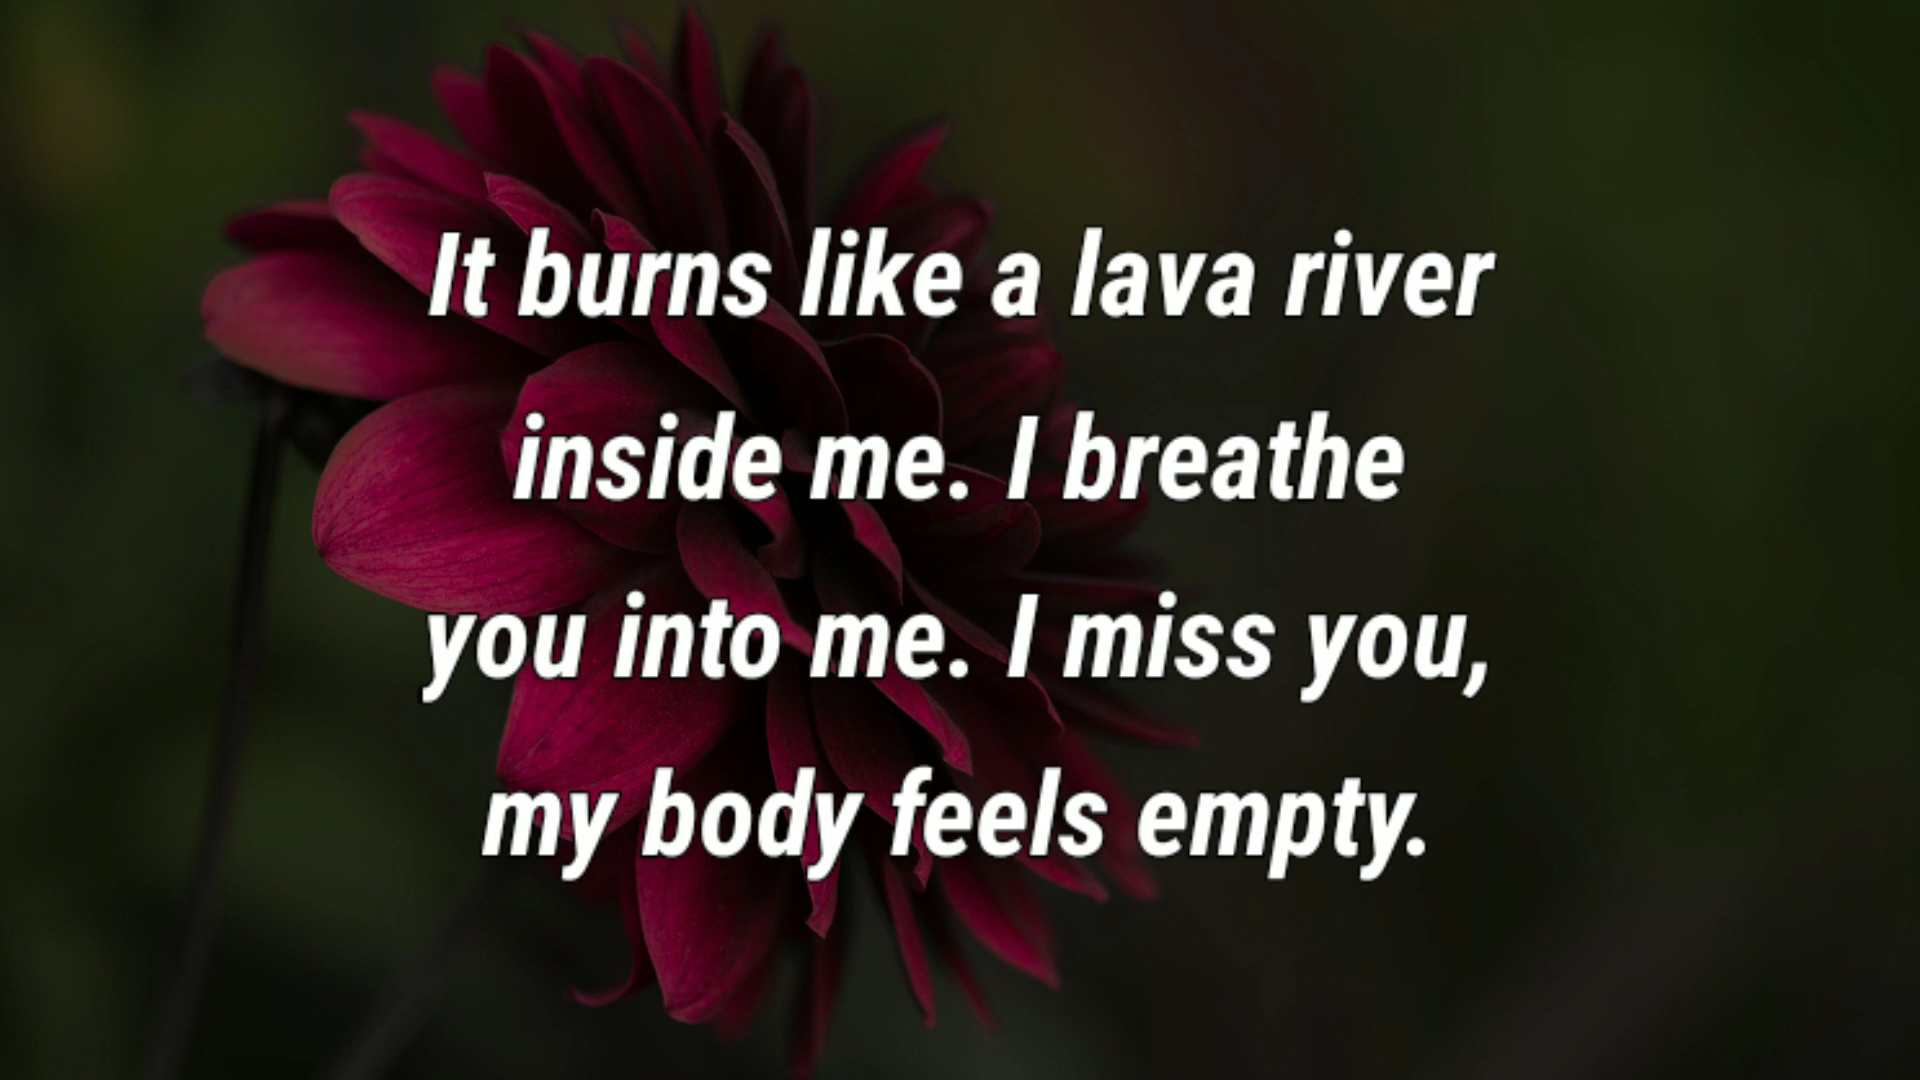 It burns like a lava river
inside me. I breathe
you into me. I miss you,
my body feels empty.